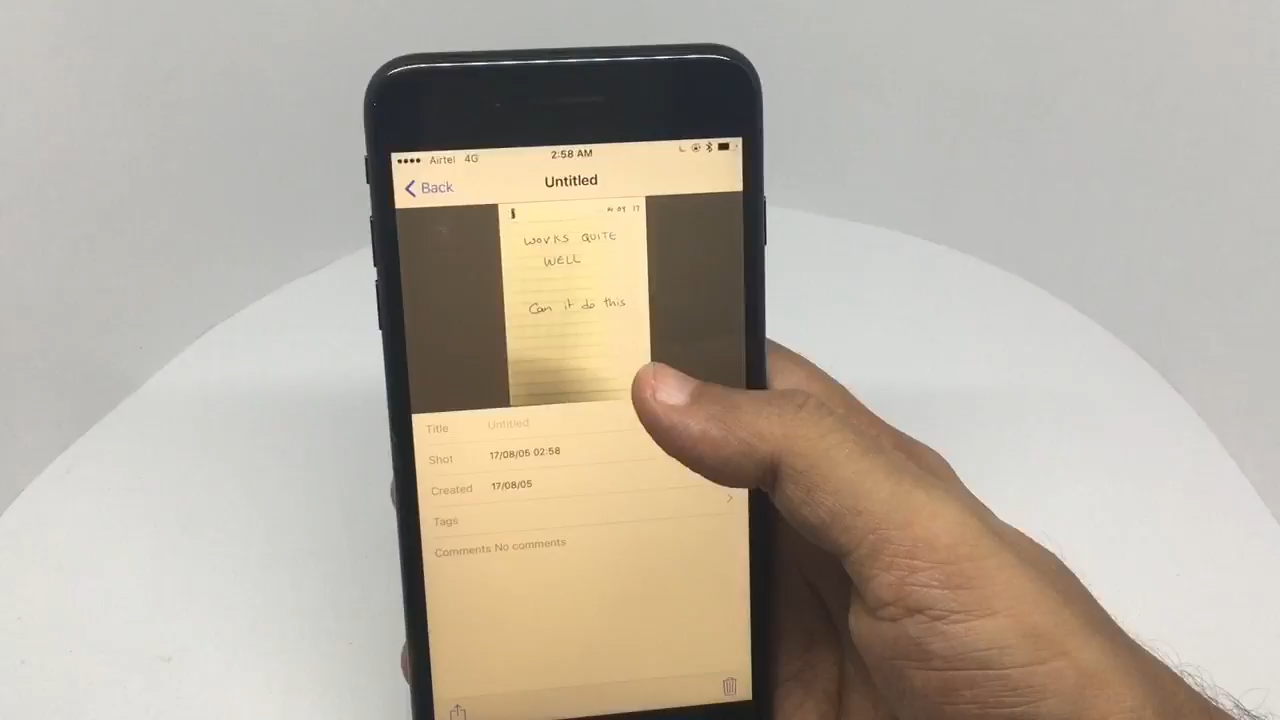 Airtel 4G 2:58 AM
Back Untitled
17
WORKS QUITE
WELL
Can it do this
Title Untitled
Shot 17/08/05 02:58
Created 17/08/05
Tags
Comments No comments